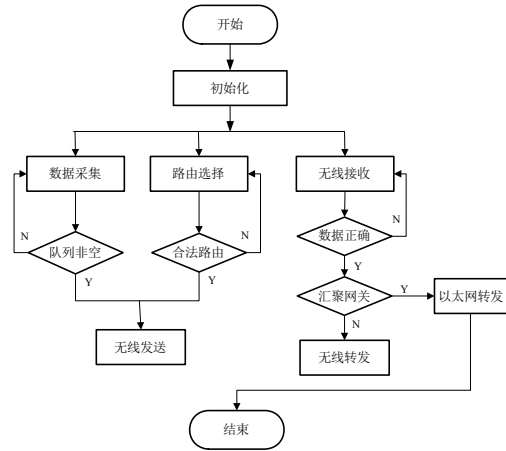 开始
初始化
数据采集
路由选择
无线接收
N
队列非空
Y
N
合法路由
Y
N
数据正确
Y
汇聚网关
Y
以太网转发
N
无线发送
无线转发
结束